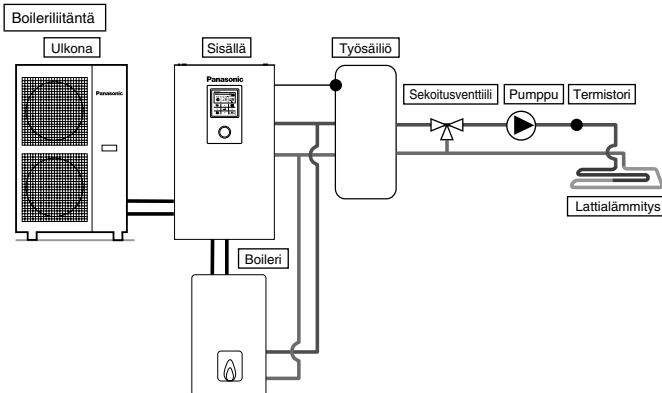 Boileriliitäntä
Ulkona
Sisällä
Työsäiliö
Panasonic
Panasonic
Sekoitusventtiili
Pumppu
Termistori
Lattialämmitys
Boileri